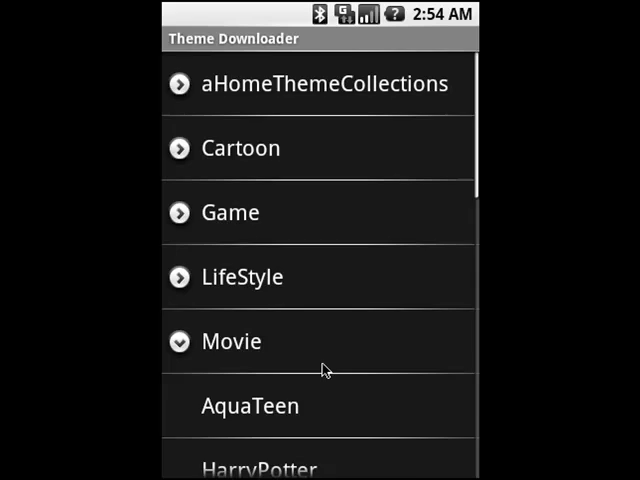 G ? 2:54 AM
Theme Downloader
aHomeThemeCollections
Cartoon
Game
LifeStyle
Movie
AquaTeen
HarryPotter